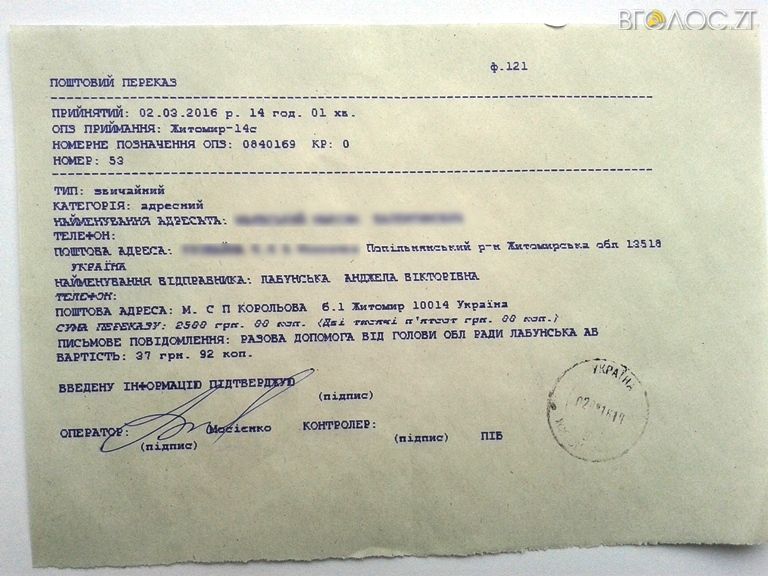 ВГОЛОС.ZT
ф.121
ПОШТОВИЙ ПЕРЕКАЗ
ПРИЙНЯТИЙ: 02.03.2016 р. 14 год. 01 хв.
ОПЗ ПРИЙМАННЯ: Житомир-14с
НОМЕРНЕ ПОЗНАЧЕННЯ ОПЗ: 0840169 КР: 0
НОМЕР: 53
ТИП: звичайний
КАТЕГОРІЯ: адресний
НАЙМЕНУВАННЯ АДРЕСАТА:
ТЕЛЕФОН:
ПОШТОВА АДРЕСА: Попільнянський р-н Житомирська обл 13518
УКРАЇНА
НАЙМЕНУВАННЯ ВІДПРАВНИКА: ЛАБУНСЬКА АНДЖЕЛА ВІКТОРІВНА
ТЕЛЕФОН:
ПОШТОВА АДРЕСА: М. С П КОРОЛЬОВА б.1 Житомир 10014 Україна
СУМА ПЕРЕКАЗУ: 2500 грн. 00 коп. (Дві тисячі п'ятсот грн. 00 коп.)
ПИСЬМОВЕ ПОВІДОМЛЕННЯ: РАЗОВА ДОПОМОГА ВІД ГОЛОВИ ОБЛ РАДИ ЛАБУНСЬКА АВ
ВАРТІСТЬ: 37 грн. 92 коп.
ВВЕДЕНУ ІНФОРМАЦІЮ ПІДТВЕРДЖУЮ
(підпис)
ОПЕРАТОР: Мосієнко КОНТРОЛЕР:
(підпис) (підпис) ПІБ
УКРАЇНА